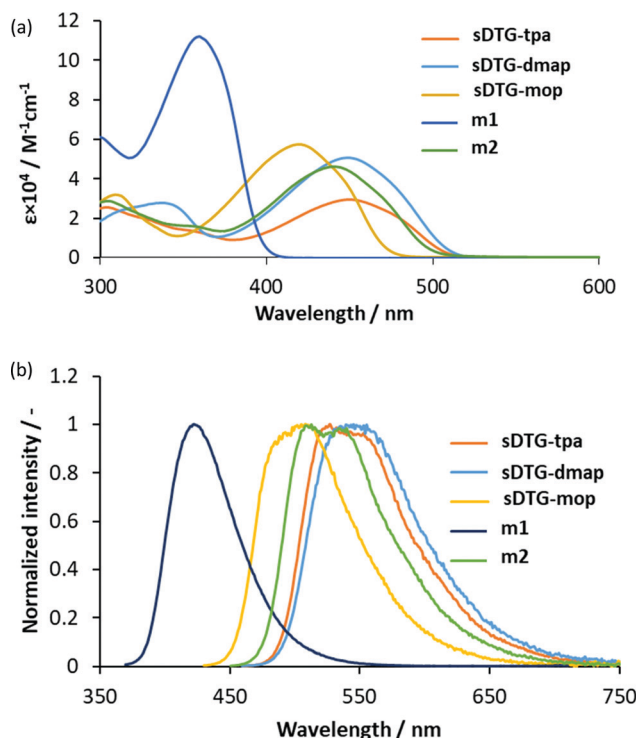 (a)
12
10
8
6
4
2
0
ε×10⁴ / M⁻¹cm⁻¹
sDTG-tpa
sDTG-dmap
sDTG-mop
m1
m2
300 400 500 600
Wavelength / nm
(b)
1.2
1
0.8
0.6
0.4
0.2
0
Normalized intensity / -
sDTG-tpa
sDTG-dmap
sDTG-mop
m1
m2
350 450 550 650 750
Wavelength / nm